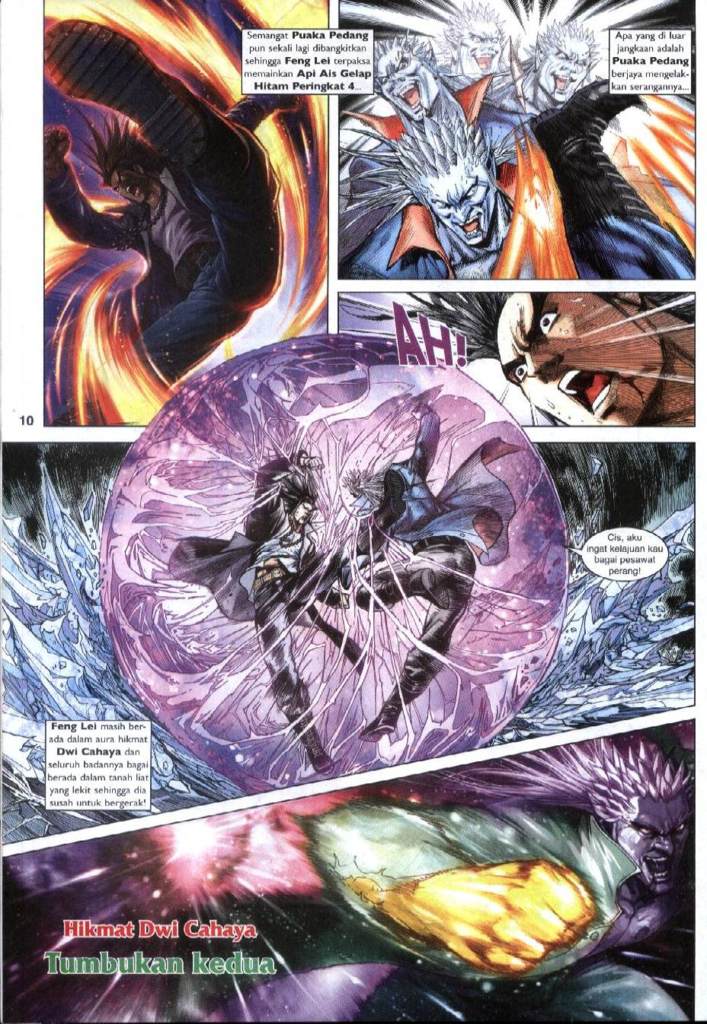 Semangat Puaka Pedang
pun sekali lagi dibangkitkan
sehingga Feng Lei terpaksa
memainkan Api Ais Gelap
Hitam Peringkat 4...
Apa yang di luar
jangkaan adalah
Puaka Pedang
berjaya mengelak-
kan serangannya...
AH!
10
Cis, aku
ingat kelajuan kau
bagai pesawat
perang!
Feng Lei masih ber-
ada dalam aura hikmat
Dwi Cahaya dan
seluruh badannya bagai
berada dalam tanah liat
yang lekit sehingga dia
susah untuk bergerak!
Hikmat Dwi Cahaya
Tumbukan kedua